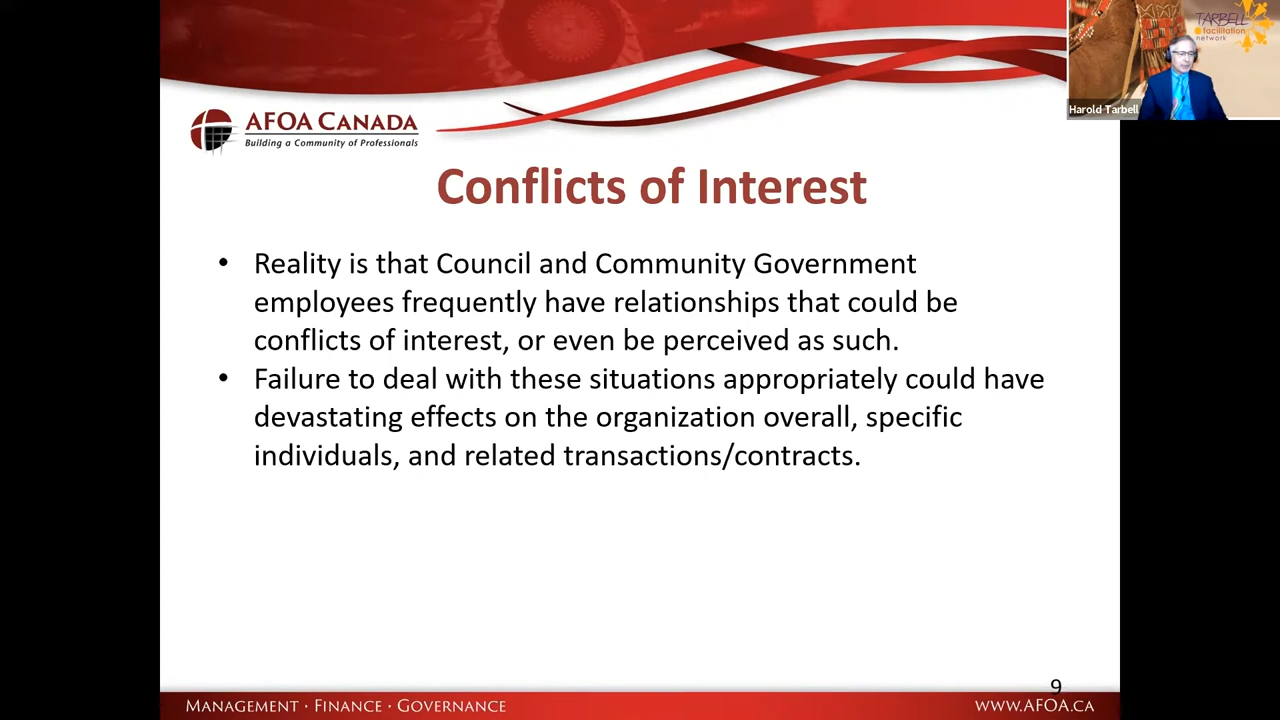 TARBELL
facilitation
network
Harold Tarbell
AFOA CANADA
Building a Community of Professionals
Conflicts of Interest
• Reality is that Council and Community Government
employees frequently have relationships that could be
conflicts of interest, or even be perceived as such.
• Failure to deal with these situations appropriately could have
devastating effects on the organization overall, specific
individuals, and related transactions/contracts.
9
MANAGEMENT · FINANCE · GOVERNANCE
WWW.AFOA.CA